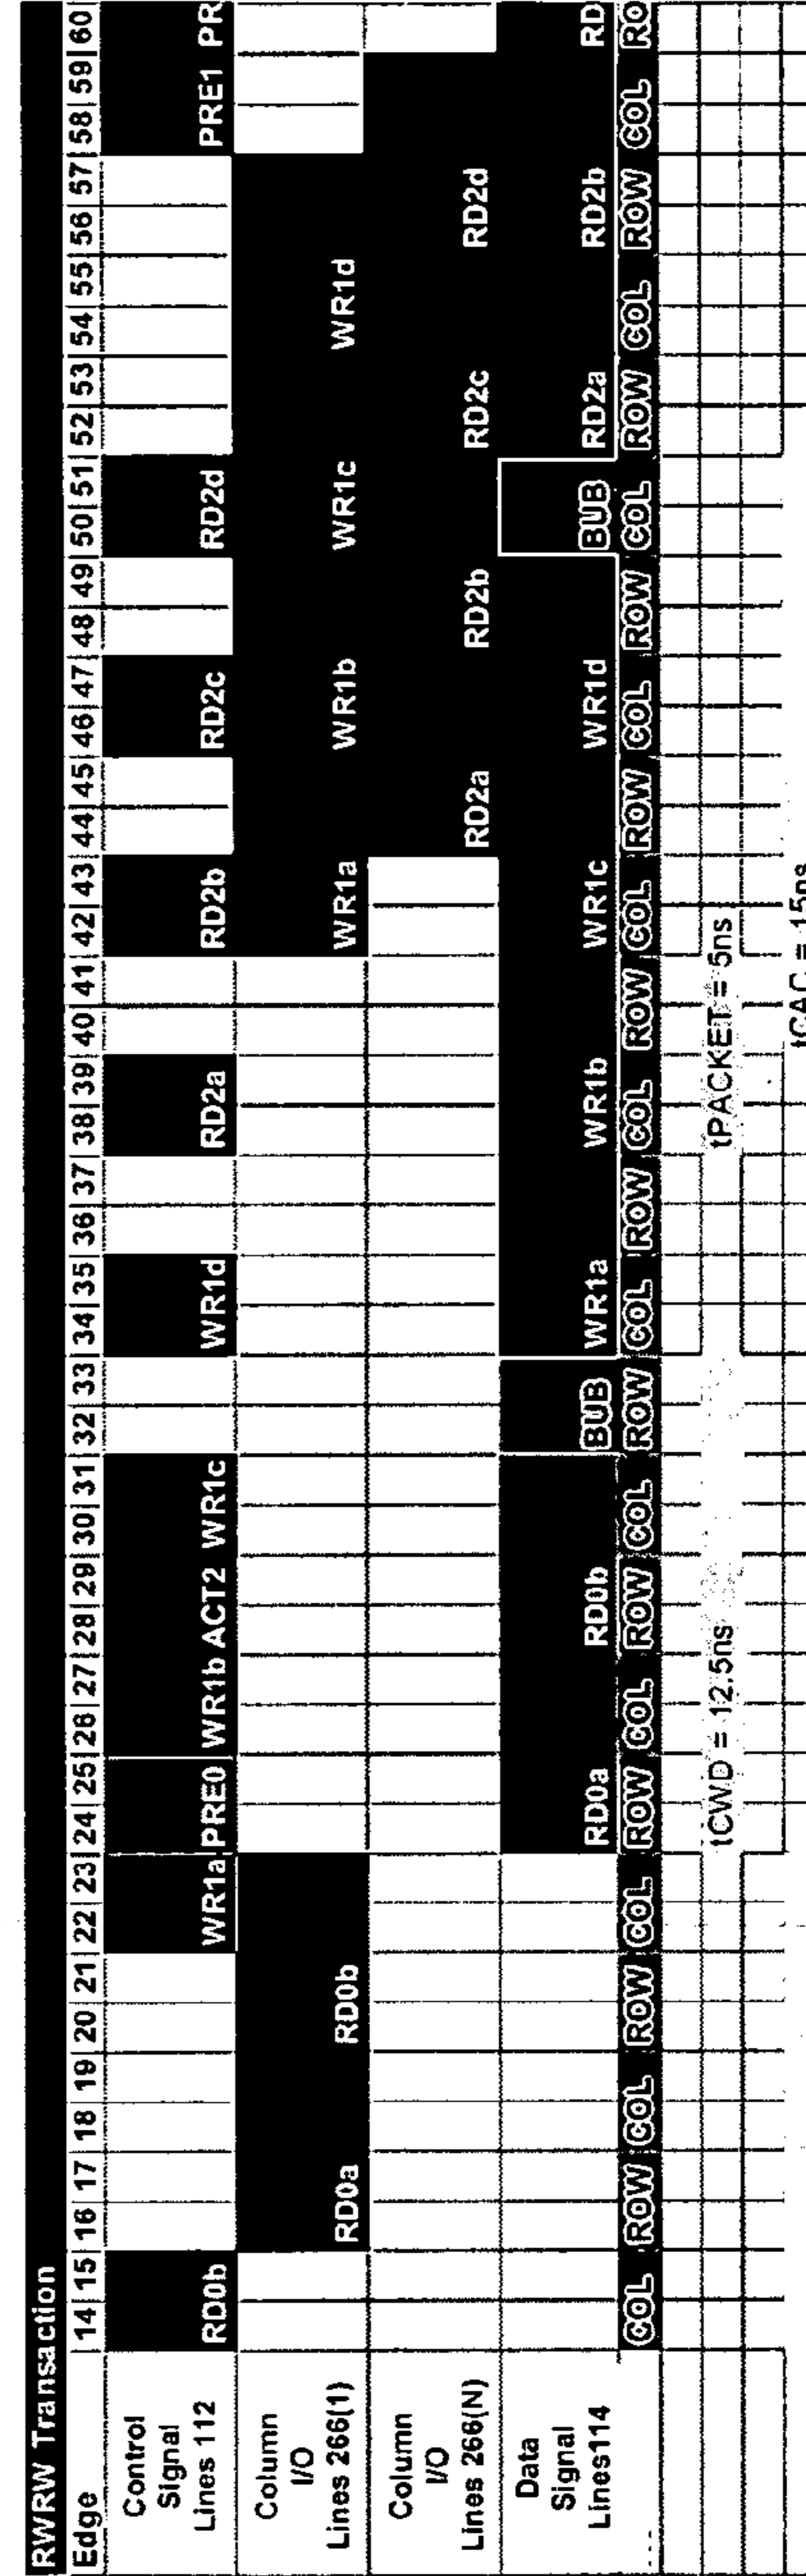 RWRW Transaction
Edge 14 15 16 17 18 19 20 21 22 23 24 25 26 27 28 29 30 31 32 33 34 35 36 37 38 39 40 41 42 43 44 45 46 47 48 49 50 51 52 53 54 55 56 57 58 59 60
Control
Signal
Lines 112
RD0b WR1a PRE0 WR1b ACT2 WR1c WR1d RD2a RD2b RD2c RD2d PRE1 PR
Column
I/O
Lines 266(1)
RD0a RD0b WR1a WR1b WR1c WR1d
Column
I/O
Lines 266(N)
RD2a RD2b RD2c RD2d
Data
Signal
Lines114
RD0a RD0b BUB WR1a WR1b WR1c WR1d BUB RD2a RD2b RD
COL ROW COL ROW COL ROW COL ROW COL ROW COL ROW COL ROW COL ROW COL ROW COL ROW COL ROW COL RO
tCWD = 12.5ns tPACKET = 5ns
tCAC = 15ns